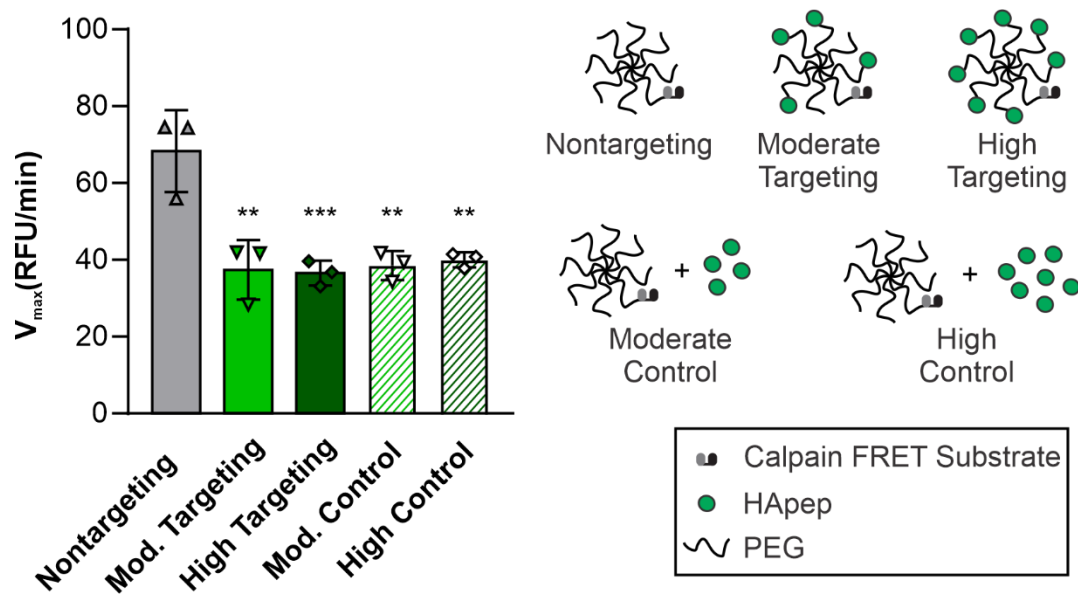 V max (RFU/min)
100
80
60
40
20
0
**
***
**
**
Nontargeting
Mod. Targeting
High Targeting
Mod. Control
High Control
Nontargeting
Moderate
Targeting
High
Targeting
+
Moderate
Control
+
High
Control
Calpain FRET Substrate
HApep
PEG